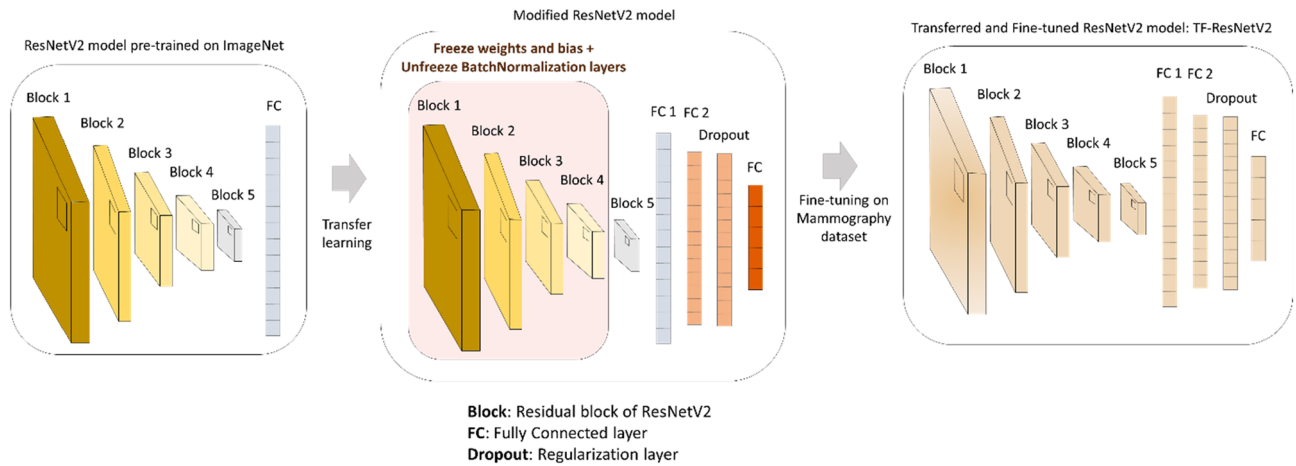 ResNetV2 model pre-trained on ImageNet
Block 1
Block 2
Block 3
Block 4
Block 5
FC
Transfer
learning
Modified ResNetV2 model
Freeze weights and bias +
Unfreeze BatchNormalization layers
Block 1
Block 2
Block 3
Block 4
Block 5
FC 1
FC 2
Dropout
FC
Fine-tuning on
Mammography
dataset
Transferred and Fine-tuned ResNetV2 model: TF-ResNetV2
Block 1
Block 2
Block 3
Block 4
Block 5
FC 1
FC 2
Dropout
FC
Block: Residual block of ResNetV2
FC: Fully Connected layer
Dropout: Regularization layer